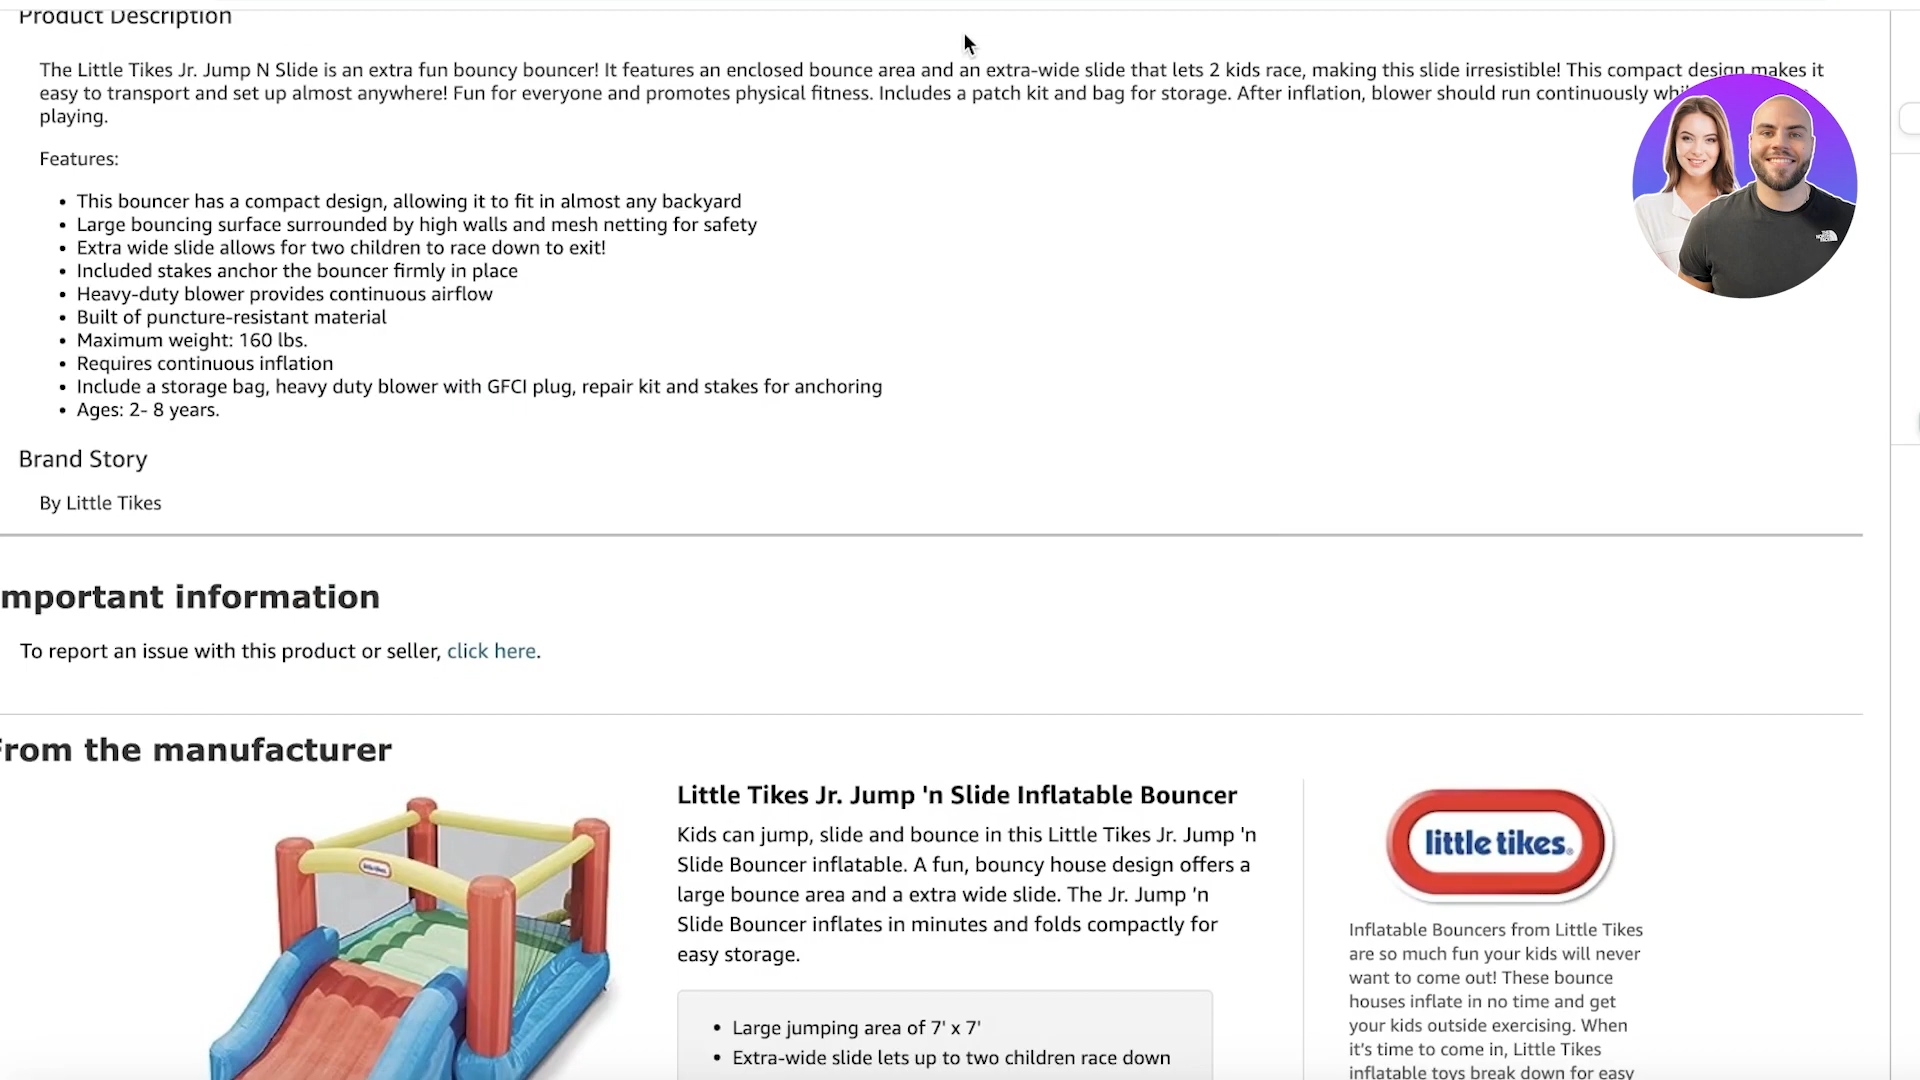 Product Description
The Little Tikes Jr. Jump N Slide is an extra fun bouncy bouncer! It features an enclosed bounce area and an extra-wide slide that lets 2 kids race, making this slide irresistible! This compact design makes it
easy to transport and set up almost anywhere! Fun for everyone and promotes physical fitness. Includes a patch kit and bag for storage. After inflation, blower should run continuously
playing.
Features:
• This bouncer has a compact design, allowing it to fit in almost any backyard
• Large bouncing surface surrounded by high walls and mesh netting for safety
• Extra wide slide allows for two children to race down to exit!
• Included stakes anchor the bouncer firmly in place
• Heavy-duty blower provides continuous airflow
• Built of puncture-resistant material
• Maximum weight: 160 lbs.
• Requires continuous inflation
• Include a storage bag, heavy duty blower with GFCI plug, repair kit and stakes for anchoring
• Ages: 2- 8 years.
Brand Story
By Little Tikes
mportant information
To report an issue with this product or seller, click here.
From the manufacturer
Little Tikes Jr. Jump 'n Slide Inflatable Bouncer
Kids can jump, slide and bounce in this Little Tikes Jr. Jump 'n
Slide Bouncer inflatable. A fun, bouncy house design offers a
large bounce area and a extra wide slide. The Jr. Jump 'n
Slide Bouncer inflates in minutes and folds compactly for
easy storage.
• Large jumping area of 7' x 7'
• Extra-wide slide lets up to two children race down
little tikes®
Inflatable Bouncers from Little Tikes
are so much fun your kids will never
want to come out! These bounce
houses inflate in no time and get
your kids outside exercising. When
it's time to come in, Little Tikes
inflatable toys break down for easy